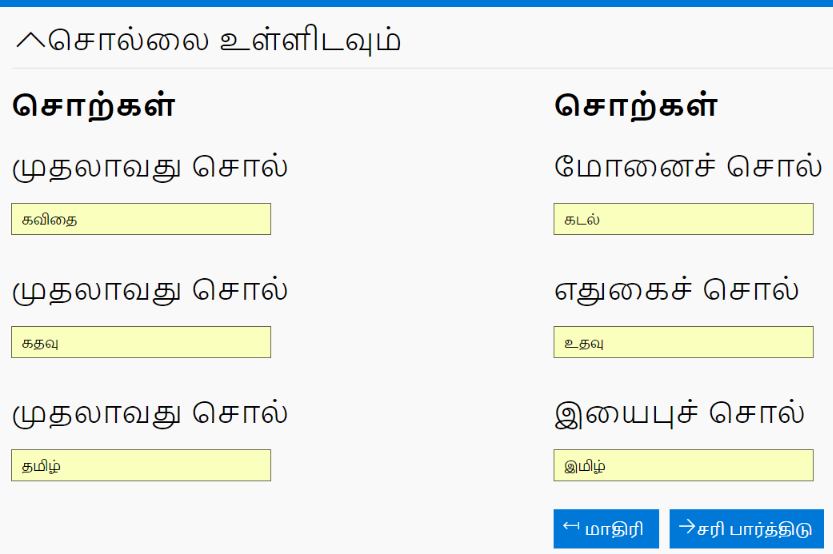 சொல்லை உள்ளிடவும்
சொற்கள்
முதலாவது சொல்
கவிதை
முதலாவது சொல்
கதவு
முதலாவது சொல்
தமிழ்
சொற்கள்
மோனைச் சொல்
கடல்
எதுகைச் சொல்
உதவு
இயைபுச் சொல்
இமிழ்
மாதிரி
சரி பார்த்திடு